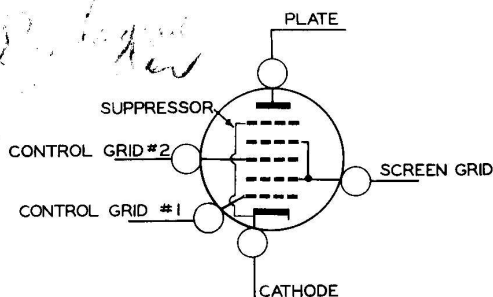 PLATE
SUPPRESSOR
CONTROL GRID #2
SCREEN GRID
CONTROL GRID #1
CATHODE